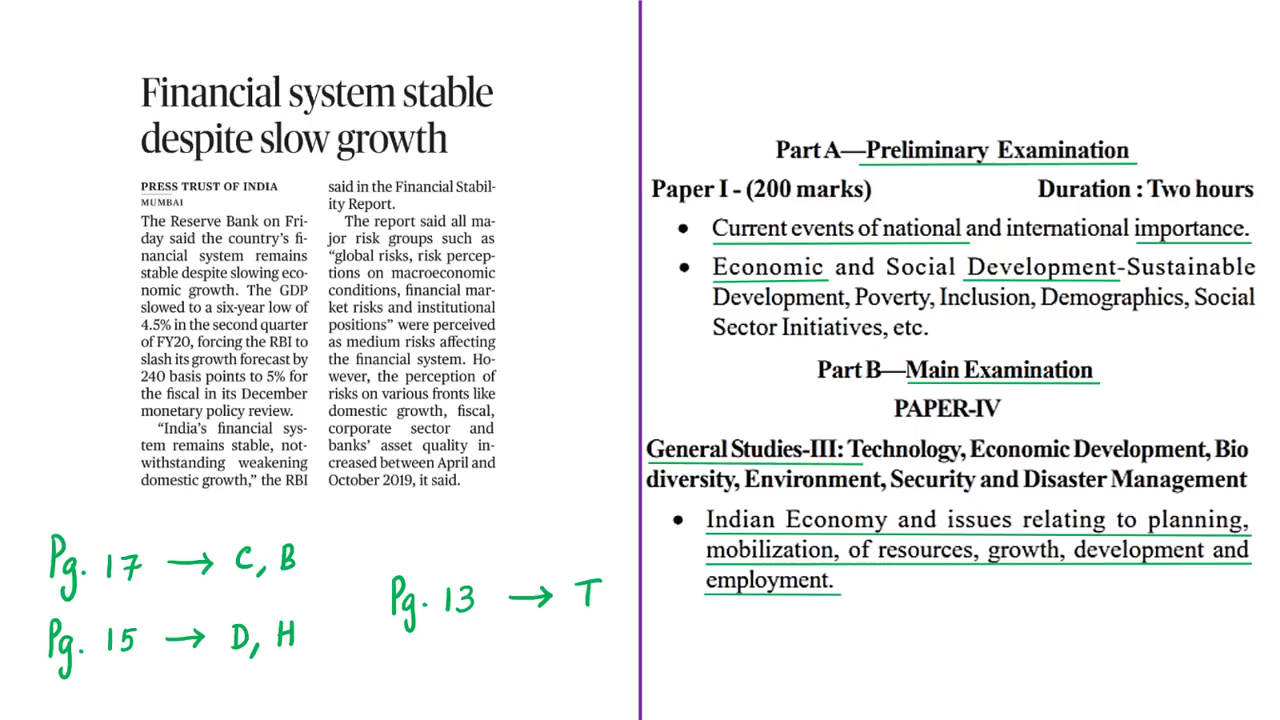 Financial system stable
despite slow growth
PRESS TRUST OF INDIA
MUMBAI
The Reserve Bank on Fri-
day said the country's fi-
nancial system remains
stable despite slowing eco-
nomic growth. The GDP
slowed to a six-year low of
4.5% in the second quarter
of FY20, forcing the RBI to
slash its growth forecast by
240 basis points to 5% for
the fiscal in its December
monetary policy review.
"India's financial sys-
tem remains stable, not-
withstanding weakening
domestic growth," the RBI
said in the Financial Stabil-
ity Report.
The report said all ma-
jor risk groups such as
"global risks, risk percep-
tions on macroeconomic
conditions, financial mar-
ket risks and institutional
positions" were perceived
as medium risks affecting
the financial system. Ho-
wever, the perception of
risks on various fronts like
domestic growth, fiscal,
corporate sector and
banks' asset quality in-
creased between April and
October 2019, it said.
Pg. 17 → C, B
Pg. 15 → D, H
Pg. 13 → T
Part A—Preliminary Examination
Paper I - (200 marks) Duration : Two hours
• Current events of national and international importance.
• Economic and Social Development-Sustainable
Development, Poverty, Inclusion, Demographics, Social
Sector Initiatives, etc.
Part B—Main Examination
PAPER-IV
General Studies-III: Technology, Economic Development, Bio
diversity, Environment, Security and Disaster Management
• Indian Economy and issues relating to planning,
mobilization, of resources, growth, development and
employment.